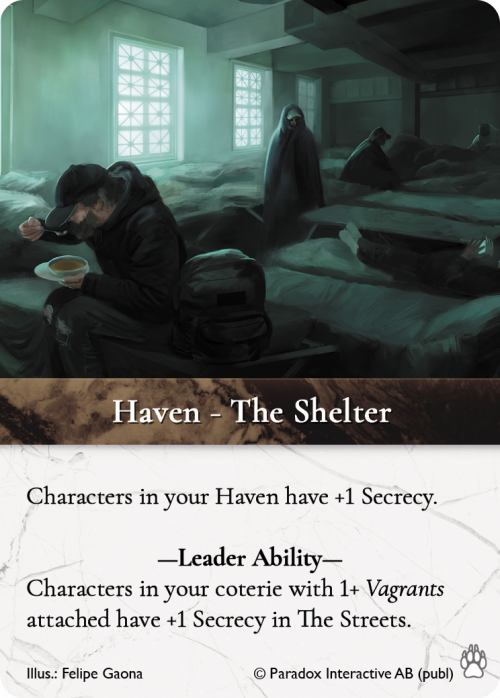 Haven - The Shelter
Characters in your Haven have +1 Secrecy.
—Leader Ability—
Characters in your coterie with 1+ Vagrants
attached have +1 Secrecy in The Streets.
Illus.: Felipe Gaona
© Paradox Interactive AB (publ)